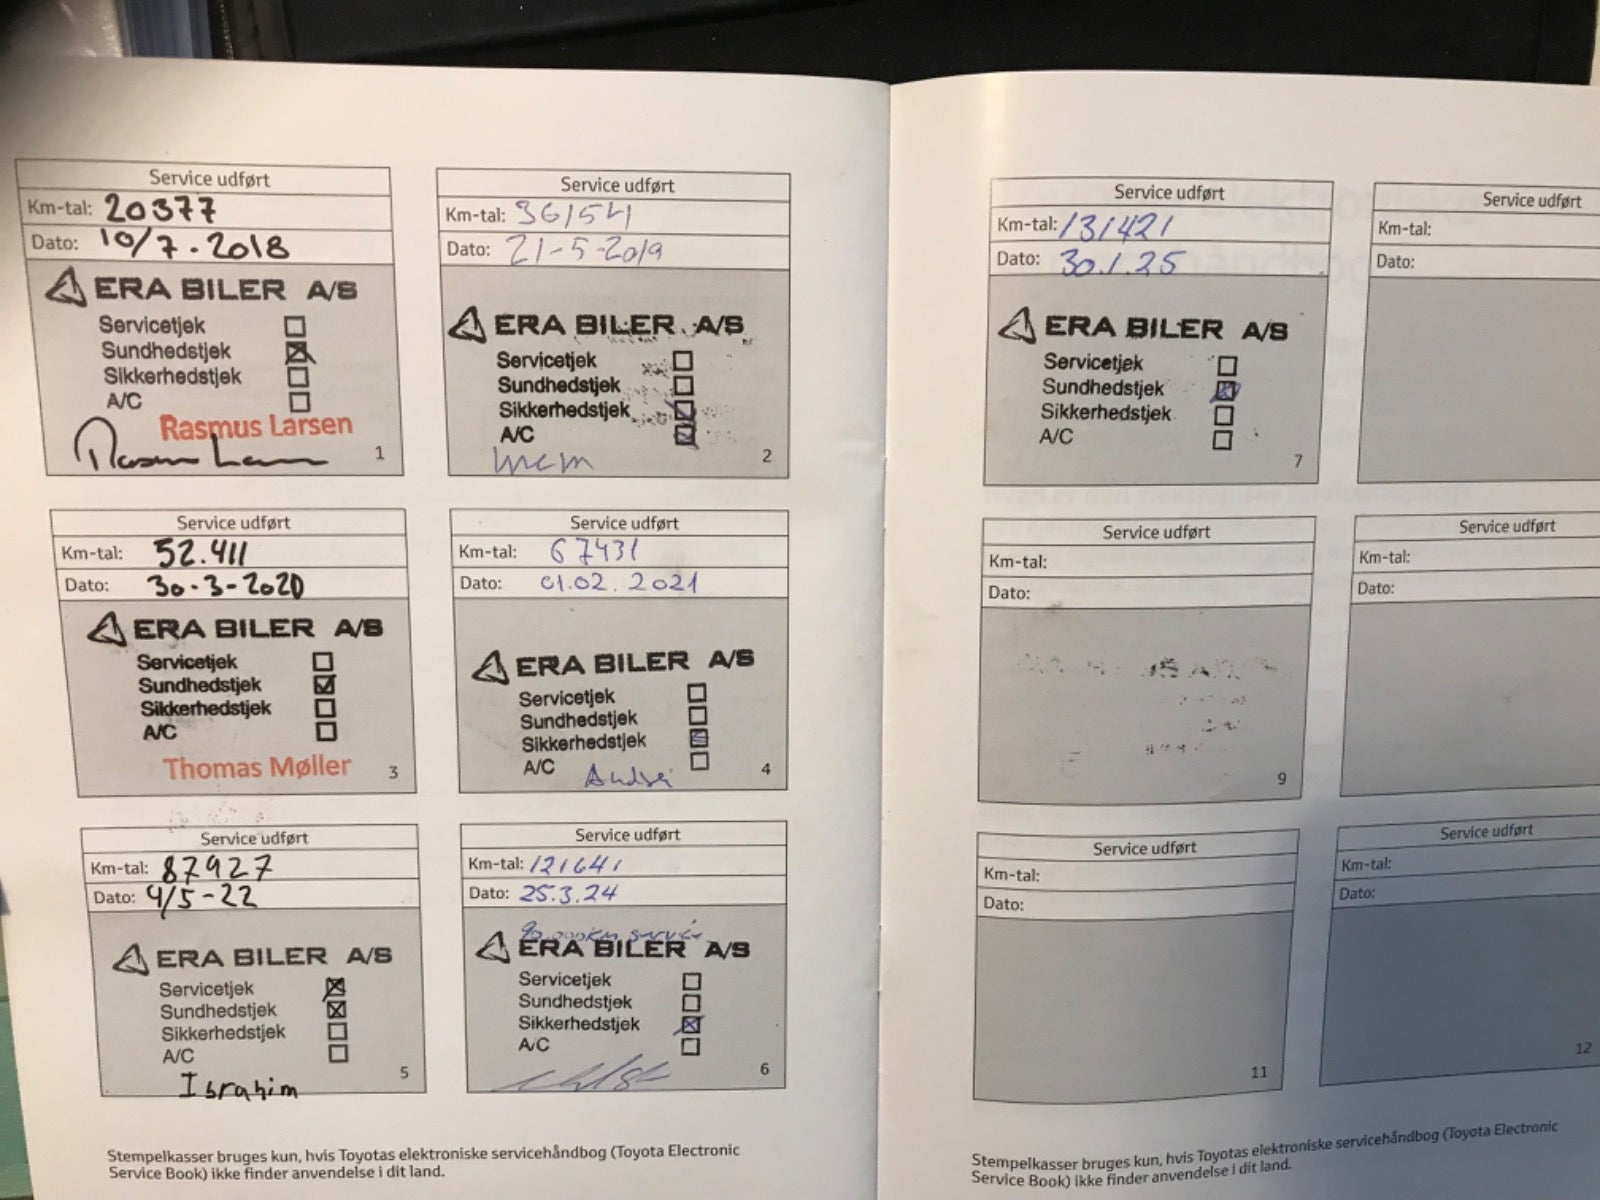 Service udført
Km-tal: 20377
Dato: 10/7-2018
ERA BILER A/S
Servicetjek
Sundhedstjek
Sikkerhedstjek
A/C
Rasmus Larsen
1
Service udført
Km-tal: 36154
Dato: 21-5-2019
ERA BILER A/S
Servicetjek
Sundhedstjek
Sikkerhedstjek
A/C
2
Service udført
Km-tal: 52.411
Dato: 30-3-2020
ERA BILER A/S
Servicetjek
Sundhedstjek
Sikkerhedstjek
A/C
Thomas Møller
3
Service udført
Km-tal: 67431
Dato: 01.02.2021
ERA BILER A/S
Servicetjek
Sundhedstjek
Sikkerhedstjek
A/C
4
Service udført
Km-tal: 87927
Dato: 4/5-22
ERA BILER A/S
Servicetjek
Sundhedstjek
Sikkerhedstjek
A/C
Ibrahim
5
Service udført
Km-tal: 121641
Dato: 25.3.24
90.000km service
ERA BILER A/S
Servicetjek
Sundhedstjek
Sikkerhedstjek
A/C
6
Stempelkasser bruges kun, hvis Toyotas elektroniske servicehåndbog (Toyota Electronic
Service Book) ikke finder anvendelse i dit land.
Service udført
Km-tal: 131421
Dato: 30.1.25
ERA BILER A/S
Servicetjek
Sundhedstjek
Sikkerhedstjek
A/C
7
Service udført
Km-tal:
Dato:
Service udført
Km-tal:
Dato:
9
Service udført
Km-tal:
Dato:
Service udført
Km-tal:
Dato:
11
Service udført
Km-tal:
Dato:
12
Stempelkasser bruges kun, hvis Toyotas elektroniske servicehåndbog (Toyota Electronic
Service Book) ikke finder anvendelse i dit land.